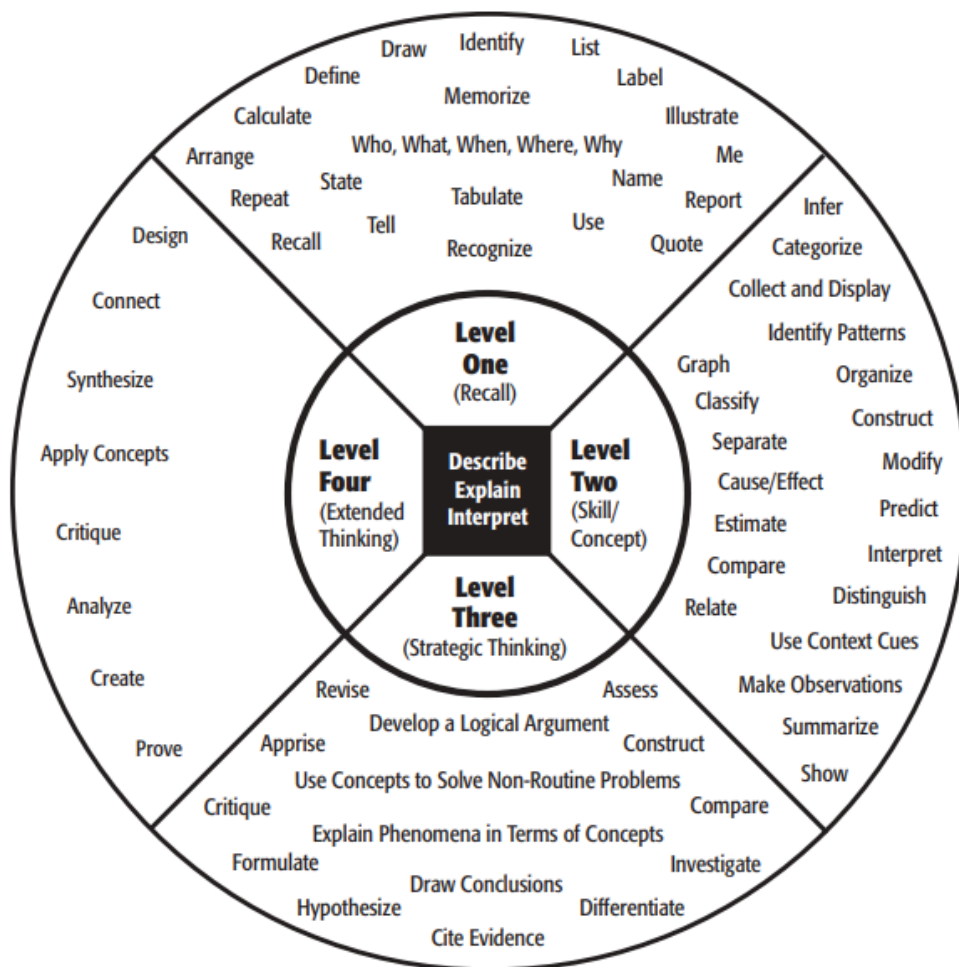 Draw
Identify
List
Define
Label
Memorize
Calculate
Illustrate
Who, What, When, Where, Why
Arrange
Me
State
Name
Repeat
Tabulate
Report
Tell
Use
Recall
Recognize
Quote
Level
One
(Recall)
Infer
Categorize
Collect and Display
Identify Patterns
Graph
Organize
Classify
Construct
Separate
Modify
Cause/Effect
Predict
Estimate
Interpret
Compare
Distinguish
Relate
Use Context Cues
Make Observations
Summarize
Show
Level
Two
(Skill/
Concept)
Describe
Explain
Interpret
Level
Three
(Strategic Thinking)
Revise
Assess
Develop a Logical Argument
Apprise
Construct
Use Concepts to Solve Non-Routine Problems
Critique
Compare
Explain Phenomena in Terms of Concepts
Formulate
Investigate
Draw Conclusions
Hypothesize
Differentiate
Cite Evidence
Level
Four
(Extended
Thinking)
Design
Connect
Synthesize
Apply Concepts
Critique
Analyze
Create
Prove